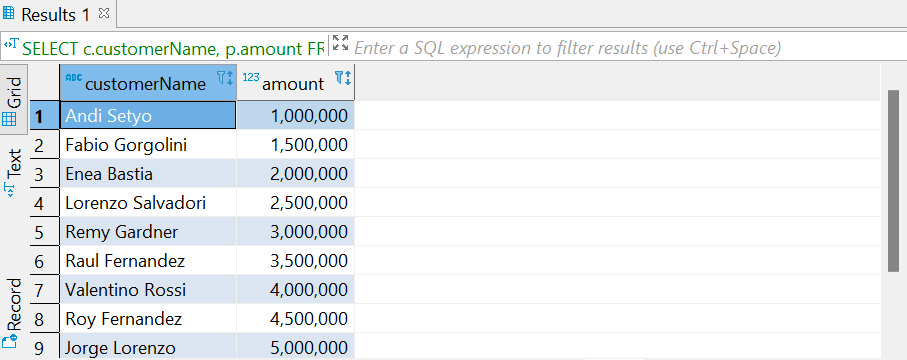 Results 1
SELECT c.customerName, p.amount FR Enter a SQL expression to filter results (use Ctrl+Space)
Grid
Text
Record
ABC customerName 123 amount
1 Andi Setyo 1,000,000
2 Fabio Gorgolini 1,500,000
3 Enea Bastia 2,000,000
4 Lorenzo Salvadori 2,500,000
5 Remy Gardner 3,000,000
6 Raul Fernandez 3,500,000
7 Valentino Rossi 4,000,000
8 Roy Fernandez 4,500,000
9 Jorge Lorenzo 5,000,000